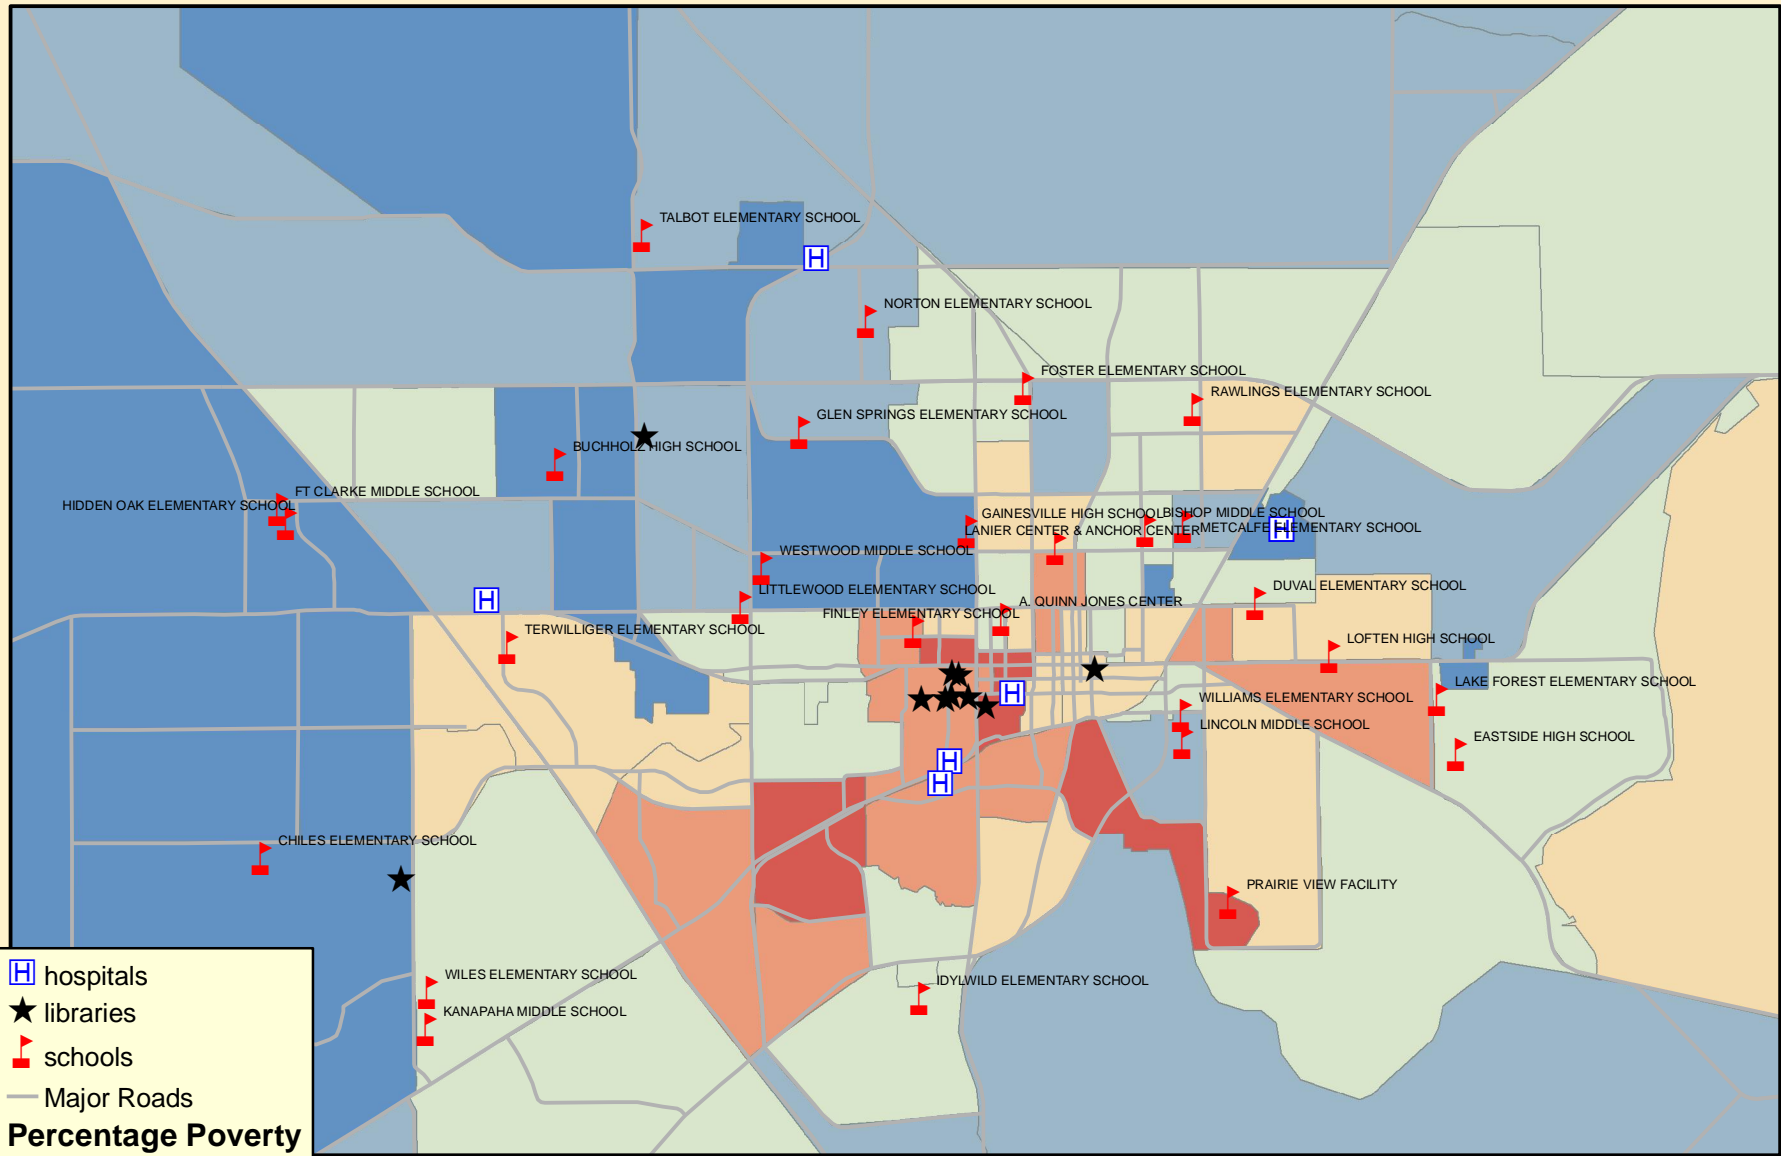 TALBOT ELEMENTARY SCHOOL
H
NORTON ELEMENTARY SCHOOL
FOSTER ELEMENTARY SCHOOL
RAWLINGS ELEMENTARY SCHOOL
GLEN SPRINGS ELEMENTARY SCHOOL
BUCHHOLZ HIGH SCHOOL
FT CLARKE MIDDLE SCHOOL
HIDDEN OAK ELEMENTARY SCHOOL
GAINESVILLE HIGH SCHOOL
BISHOP MIDDLE SCHOOL
LANIER CENTER & ANCHOR CENTER
METCALFE ELEMENTARY SCHOOL
H
WESTWOOD MIDDLE SCHOOL
LITTLEWOOD ELEMENTARY SCHOOL
DUVAL ELEMENTARY SCHOOL
H
A. QUINN JONES CENTER
FINLEY ELEMENTARY SCHOOL
TERWILLIGER ELEMENTARY SCHOOL
LOFTEN HIGH SCHOOL
LAKE FOREST ELEMENTARY SCHOOL
H
WILLIAMS ELEMENTARY SCHOOL
LINCOLN MIDDLE SCHOOL
EASTSIDE HIGH SCHOOL
H
H
CHILES ELEMENTARY SCHOOL
PRAIRIE VIEW FACILITY
WILES ELEMENTARY SCHOOL
IDYLWILD ELEMENTARY SCHOOL
KANAPAHA MIDDLE SCHOOL
H hospitals
libraries
schools
Major Roads
Percentage Poverty